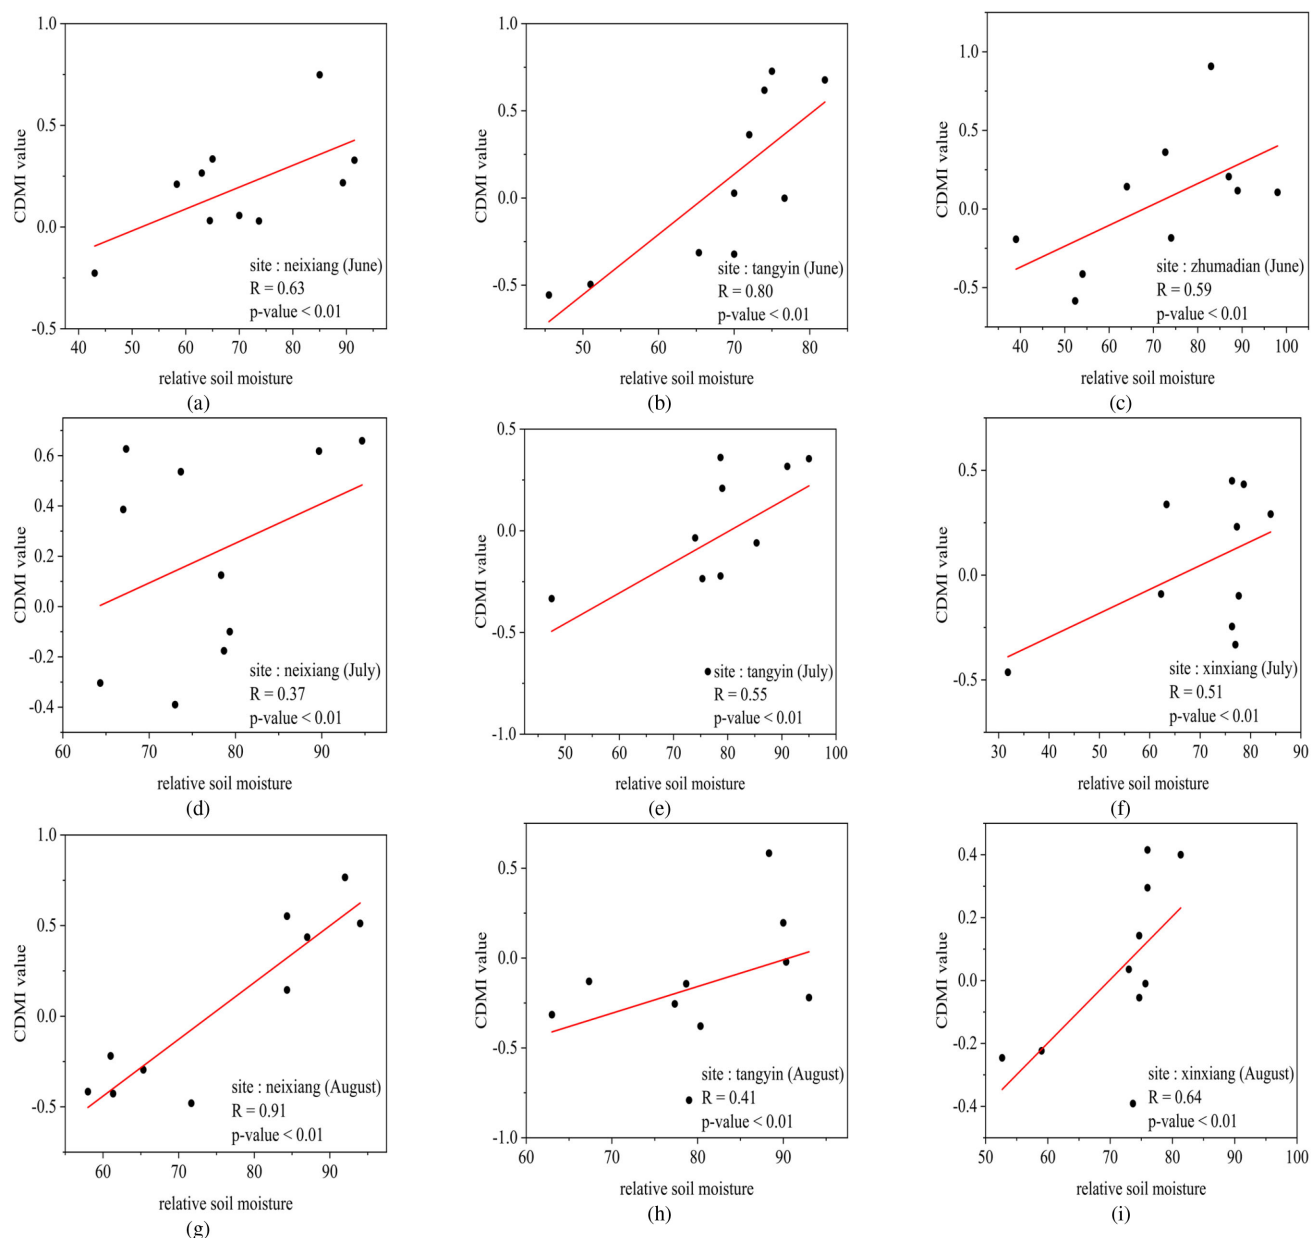 1.0
0.5
0.0
-0.5
CDMI value
site : neixiang (June)
R = 0.63
p-value < 0.01
40 50 60 70 80 90
relative soil moisture
(a)
1.0
0.5
0.0
-0.5
CDMI value
site : tangyin (June)
R = 0.80
p-value < 0.01
50 60 70 80
relative soil moisture
(b)
1.0
0.5
0.0
-0.5
CDMI value
site : zhumadian (June)
R = 0.59
p-value < 0.01
40 50 60 70 80 90 100
relative soil moisture
(c)
0.6
0.4
0.2
0.0
-0.2
-0.4
CDMI value
site : neixiang (July)
R = 0.37
p-value < 0.01
60 70 80 90
relative soil moisture
(d)
0.5
0.0
-0.5
-1.0
CDMI value
site : tangyin (July)
R = 0.55
p-value < 0.01
50 60 70 80 90 100
relative soil moisture
(e)
0.5
0.0
-0.5
CDMI value
site : xinxiang (July)
R = 0.51
p-value < 0.01
30 40 50 60 70 80 90
relative soil moisture
(f)
1.0
0.5
0.0
-0.5
CDMI value
site : neixiang (August)
R = 0.91
p-value < 0.01
60 70 80 90
relative soil moisture
(g)
0.5
0.0
-0.5
-1.0
CDMI value
site : tangyin (August)
R = 0.41
p-value < 0.01
60 70 80 90
relative soil moisture
(h)
0.4
0.2
0.0
-0.2
-0.4
CDMI value
site : xinxiang (August)
R = 0.64
p-value < 0.01
50 60 70 80 90 100
relative soil moisture
(i)